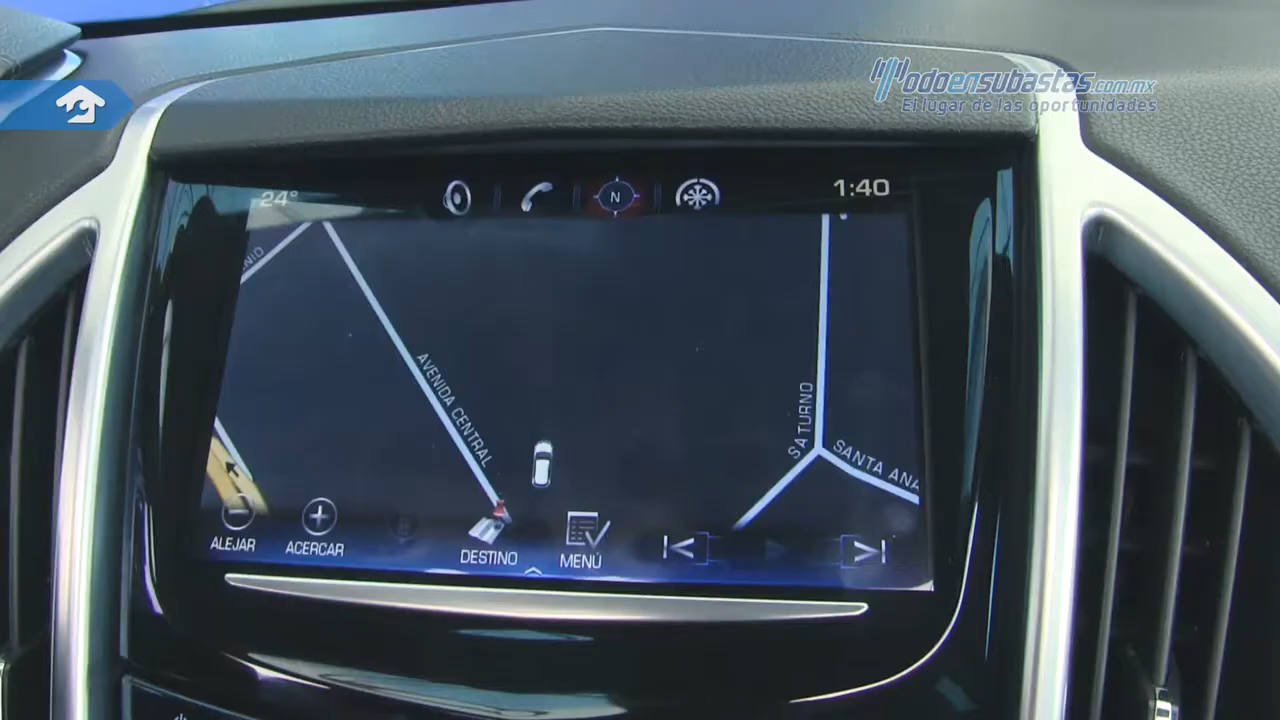 Todoensubastas.com.mx
El lugar de las oportunidades
24°
N
1:40
NIO
AVENIDA CENTRAL
SATURNO
SANTA ANA
ALEJAR
ACERCAR
DESTINO
MENÚ